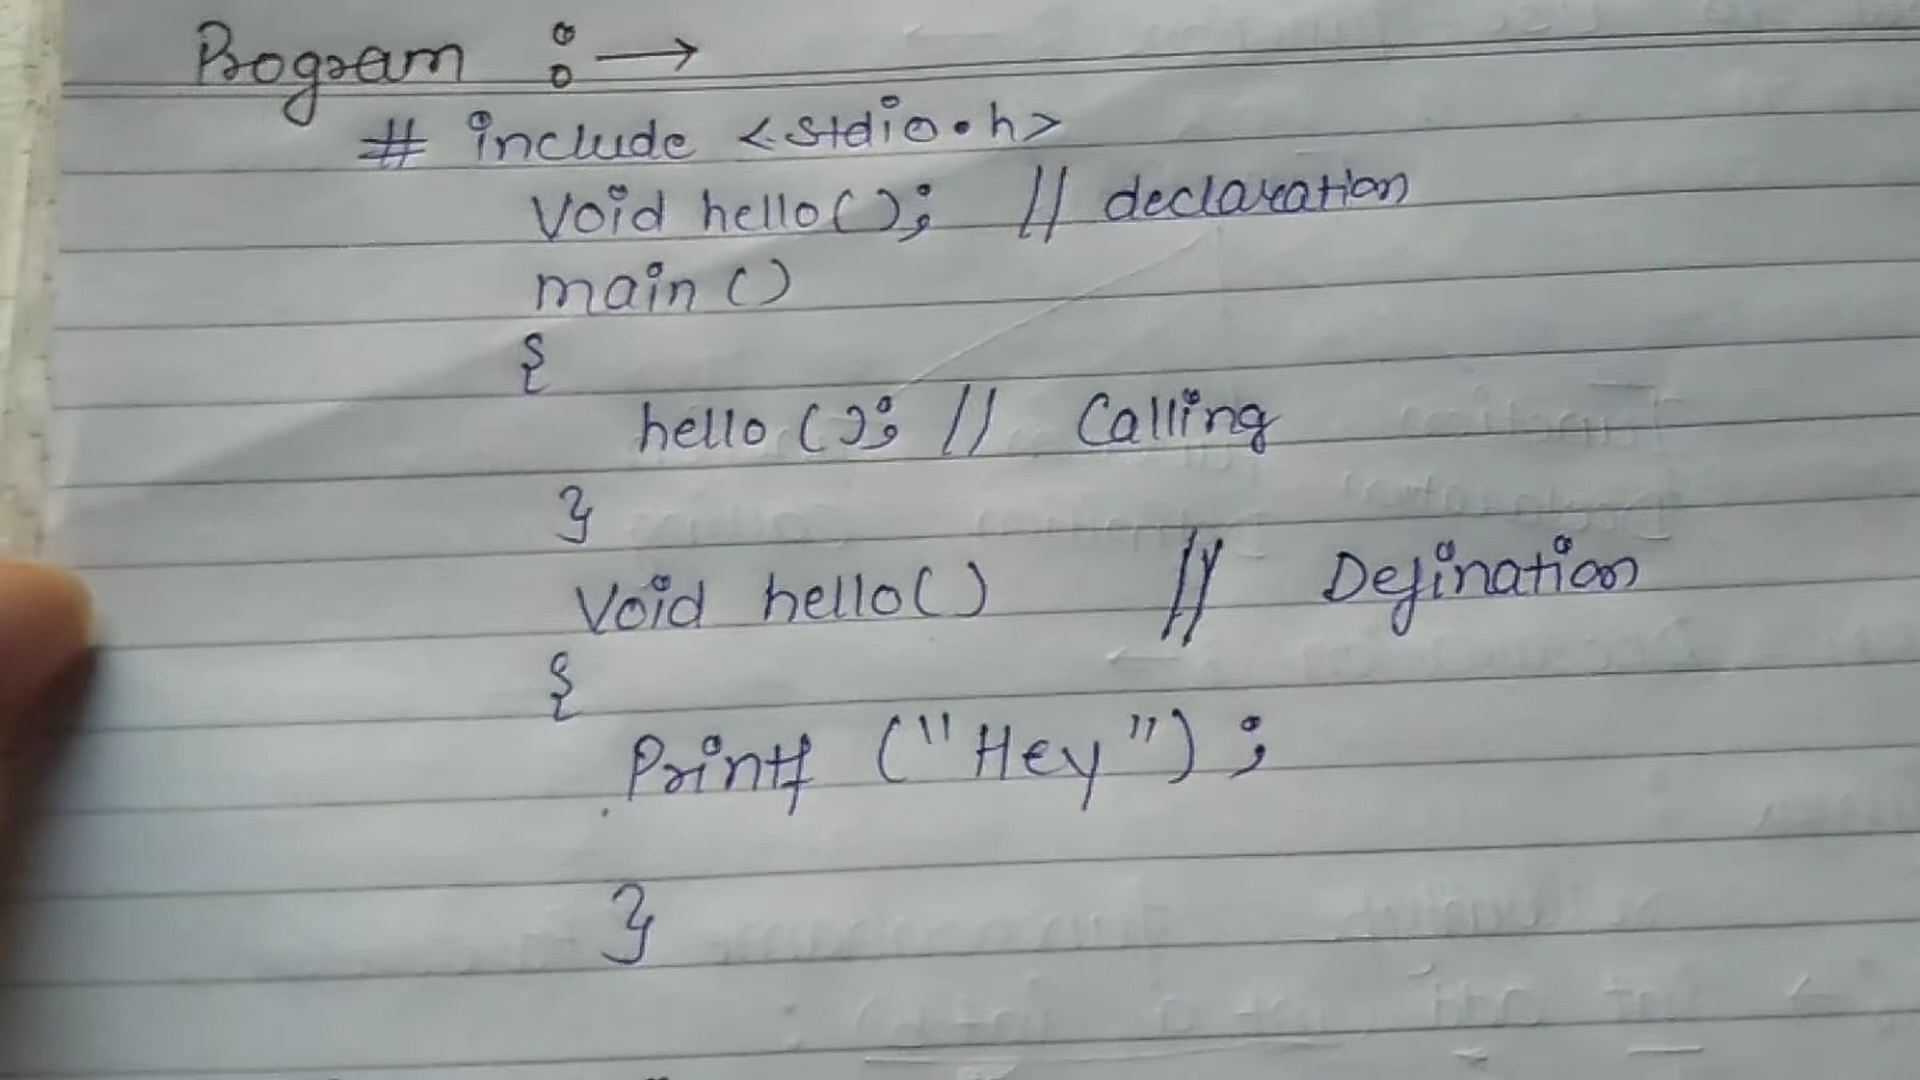 Program :→
# include <stdio.h>
Void hello(); // declaration
main ()
{
hello (); // Calling
}
Void hello() // Defination
{
Printf ("Hey") ;
}